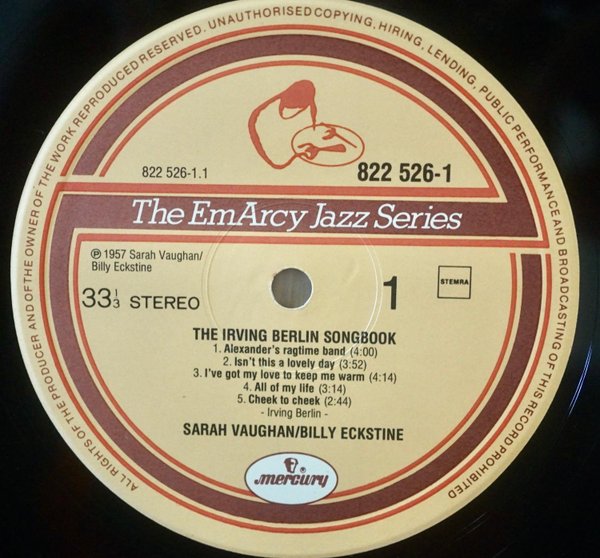 ALL RIGHTS OF THE PRODUCER AND OF THE OWNER OF THE WORK REPRODUCED RESERVED. UNAUTHORISED COPYING, HIRING, LENDING, PUBLIC PERFORMANCE AND BROADCASTING OF THIS RECORD PROHIBITED
822 526-1.1
822 526-1
The EmArcy Jazz Series
℗ 1957 Sarah Vaughan/
Billy Eckstine
33 1/3 STEREO
1
STEMRA
THE IRVING BERLIN SONGBOOK
1. Alexander's ragtime band (4:00)
2. Isn't this a lovely day (3:52)
3. I've got my love to keep me warm (4:14)
4. All of my life (3:14)
5. Cheek to cheek (2:44)
- Irving Berlin -
SARAH VAUGHAN/BILLY ECKSTINE
mercury